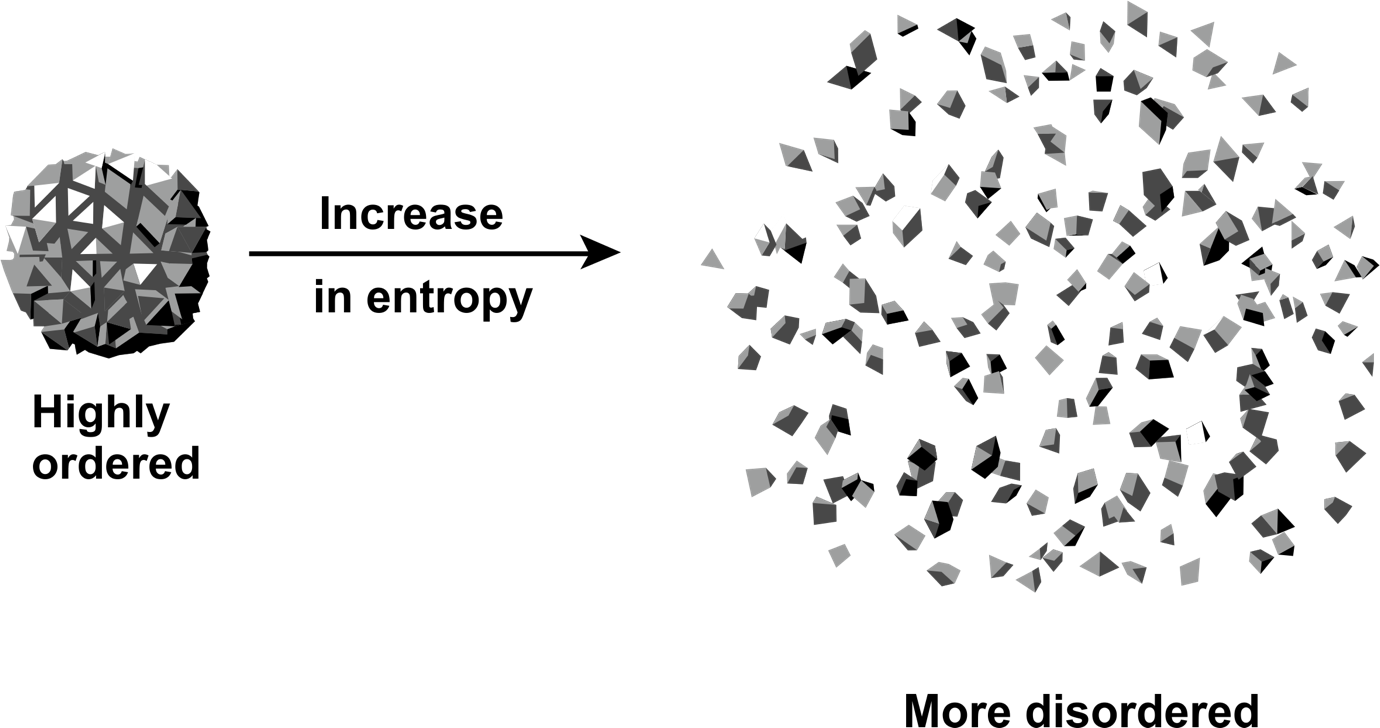 Increase
in entropy
Highly
ordered
More disordered